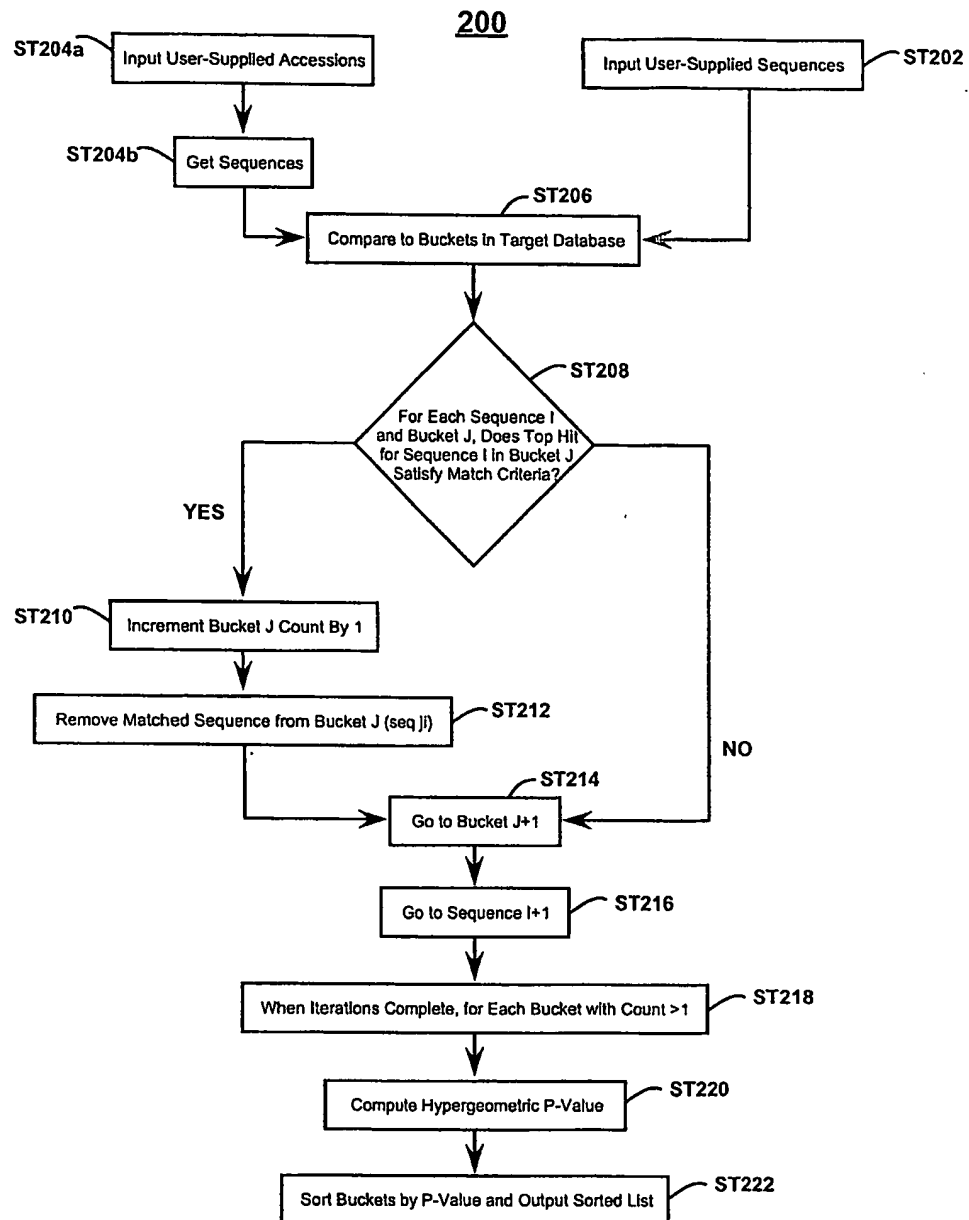 200
ST204a
Input User-Supplied Accessions
Input User-Supplied Sequences
ST202
ST204b
Get Sequences
ST206
Compare to Buckets in Target Database
ST208
For Each Sequence I
and Bucket J, Does Top Hit
for Sequence I in Bucket J
Satisfy Match Criteria?
YES
ST210
Increment Bucket J Count By 1
Remove Matched Sequence from Bucket J (seq ji)
ST212
NO
ST214
Go to Bucket J+1
Go to Sequence I+1
ST216
When Iterations Complete, for Each Bucket with Count >1
ST218
Compute Hypergeometric P-Value
ST220
Sort Buckets by P-Value and Output Sorted List
ST222